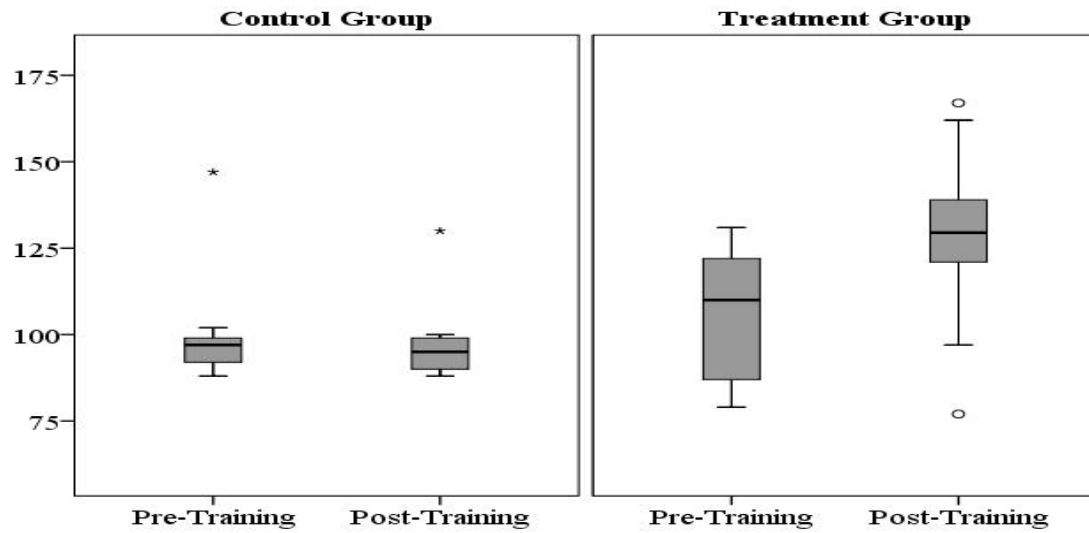 Control Group
Treatment Group
175
150
125
100
75
Pre-Training
Post-Training
Pre-Training
Post-Training